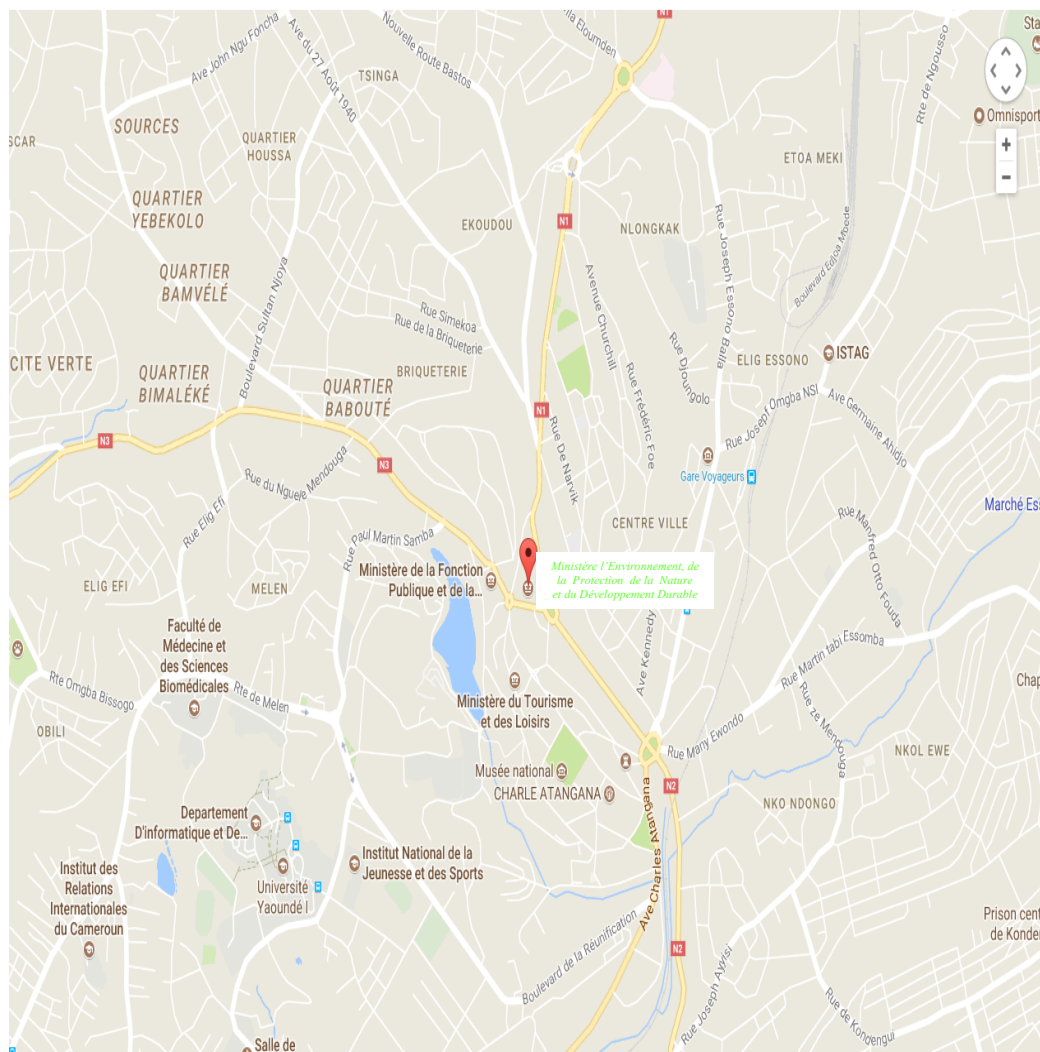 N1
Sta
Ave John Ngu Foncha
Ave du 27 Août 1940
Nouvelle Route Bastos
Eloumden
Rte de Ngousso
TSINGA
Omnisport
SOURCES
SCAR
QUARTIER
HOUSSA
ETOA MEKI
+
−
QUARTIER
YEBEKOLO
EKOUDOU
N1
NLONGKAK
Rue Joseph Essono Balla
Boulevard Edjoa Mbede
QUARTIER
BAMVÉLÉ
Boulevard Sultan Njoya
Avenue Churchill
Rue Simekoa
Rue de la Briqueterie
CITE VERTE
QUARTIER
BIMALÉKÉ
QUARTIER
BABOUTÉ
BRIQUETERIE
Rue Djoungolo
ELIG ESSONO
ISTAG
Rue Frédéric Foe
N1
Rue De Narvik
Rue Josepf Omgba NSI
Ave Germaine Ahidjo
N3
N3
Rue du Nguele Mendouga
Gare Voyageurs
Rue Elig Efi
Rue Paul Martin Samba
CENTRE VILLE
Rue Manfred Otto Fouda
Marché Ess
Ministère de la Fonction
Publique et de la...
Ministère l'Environnement, de
la Protection de la Nature
et du Développement Durable
ELIG EFI
MELEN
Faculté de
Médecine et
des Sciences
Biomédicales
Rte Omgba Bissogo
Rte de Melen
Ave Kennedy
Rue Martin tabi Essomba
Chap
Ministère du Tourisme
et des Loisirs
Rue ze Mendouga
OBILI
Rue Many Ewondo
NKOL EWE
Musée national
CHARLE ATANGANA
N2
NKO NDONGO
Departement
D'informatique et De...
Ave Charles Atangana
Institut National de la
Jeunesse et des Sports
Institut des
Relations
Internationales
du Cameroun
Université
Yaoundé I
Boulevard de la Réunification
N2
Rue Joseph Ayyisi
Prison cent
de Konden
Rue de Kondengui
Salle de